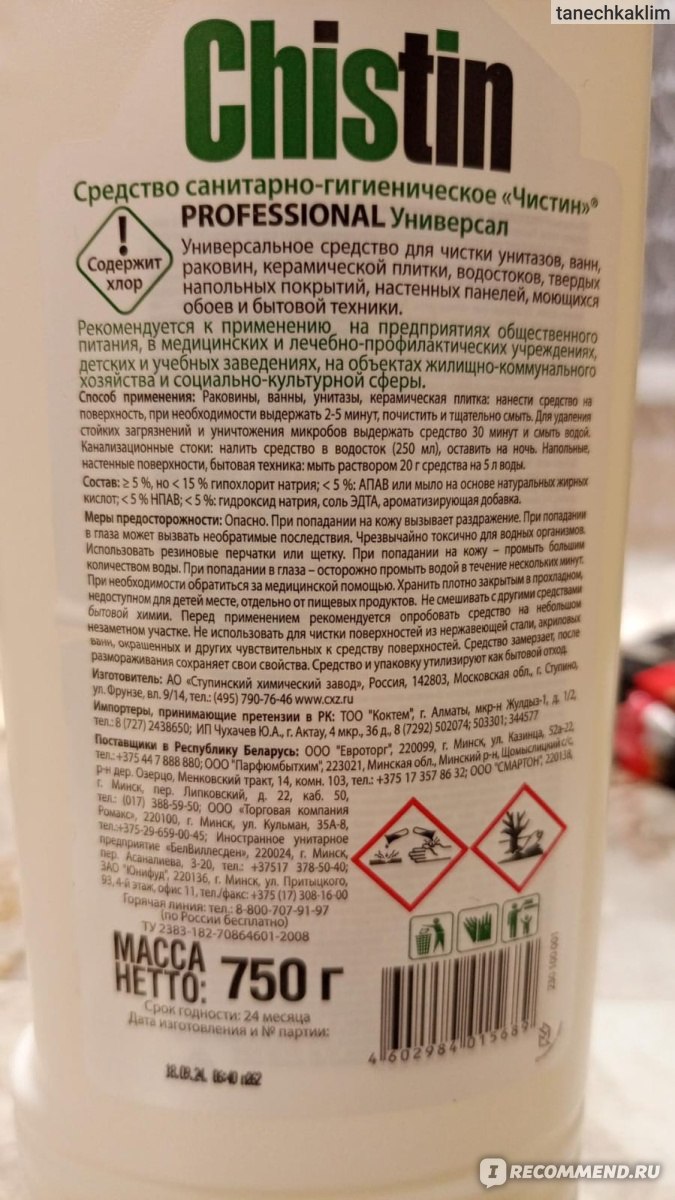 tanechkaklim
Chistin
Средство санитарно-гигиеническое «Чистин»®
PROFESSIONAL Универсал
!
Содержит
хлор
Универсальное средство для чистки унитазов, ванн,
раковин, керамической плитки, водостоков, твердых
напольных покрытий, настенных панелей, моющихся
обоев и бытовой техники.
Рекомендуется к применению на предприятиях общественного
питания, в медицинских и лечебно-профилактических учреждениях,
детских и учебных заведениях, на объектах жилищно-коммунального
хозяйства и социально-культурной сферы.
Способ применения: Раковины, ванны, унитазы, керамическая плитка: нанести средство на
поверхность, при необходимости выдержать 2-5 минут, почистить и тщательно смыть. Для удаления
стойких загрязнений и уничтожения микробов выдержать средство 30 минут и смыть водой.
Канализационные стоки: налить средство в водосток (250 мл), оставить на ночь. Напольные,
настенные поверхности, бытовая техника: мыть раствором 20 г средства на 5 л воды.
Состав: ≥ 5 %, но < 15 % гипохлорит натрия; < 5 %: АПАВ или мыло на основе натуральных жирных
кислот; < 5 % НПАВ; < 5 %: гидроксид натрия, соль ЭДТА, ароматизирующая добавка.
Меры предосторожности: Опасно. При попадании на кожу вызывает раздражение. При попадании
в глаза может вызвать необратимые последствия. Чрезвычайно токсично для водных организмов.
Использовать резиновые перчатки или щетку. При попадании на кожу – промыть большим
количеством воды. При попадании в глаза – осторожно промыть водой в течение нескольких минут.
При необходимости обратиться за медицинской помощью. Хранить плотно закрытым в прохладном,
недоступном для детей месте, отдельно от пищевых продуктов. Не смешивать с другими средствами
бытовой химии. Перед применением рекомендуется опробовать средство на небольшом
незаметном участке. Не использовать для чистки поверхностей из нержавеющей стали, акриловых
ванн, окрашенных и других чувствительных к средству поверхностей. Средство замерзает, после
размораживания сохраняет свои свойства. Средство и упаковку утилизируют как бытовой отход.
Изготовитель: АО «Ступинский химический завод», Россия, 142803, Московская обл., г. Ступино,
ул. Фрунзе, вл. 9/14, тел.: (495) 790-76-46 www.cxz.ru
Импортеры, принимающие претензии в РК: ТОО "Коктем", г. Алматы, мкр-н Жулдыз-1, д. 1/2,
тел.: 8 (727) 2438650; ИП Чухачев Ю.А., г. Актау, 4 мкр., 36 д., 8 (7292) 502074; 503301; 344577
Поставщики в Республику Беларусь: ООО "Евроторг", 220099, г. Минск, ул. Казинца, 52а-22,
тел.: +375 44 7 888 880; ООО "Парфюмбытхим", 223021, Минская обл., Минский р-н, Щомыслицкий с/с,
р-н дер. Озерцо, Менковский тракт, 14, комн. 103, тел.: +375 17 357 86 32; ООО "СМАРТОН", 220138,
г. Минск, пер. Липковский, д. 22, каб. 50,
тел.: (017) 388-59-50; ООО «Торговая компания
Ромакс», 220100, г. Минск, ул. Кульман, 35А-8,
тел.:+375-29-659-00-45; Иностранное унитарное
предприятие «БелВиллесден», 220024, г. Минск,
пер. Асаналиева, 3-20, тел.: +37517 378-50-40;
ЗАО "Юнифуд", 220136, г. Минск, ул. Притыцкого,
93, 4-й этаж, офис 11, тел./факс: +375 (17) 308-16-00
Горячая линия: тел.: 8-800-707-91-97
(по России бесплатно)
ТУ 2383-182-70864601-2008
МАССА
НЕТТО: 750 г
Срок годности: 24 месяца
Дата изготовления и № партии:
230 100 001
4 602984 015689
18.09.24
IRECOMMEND.RU